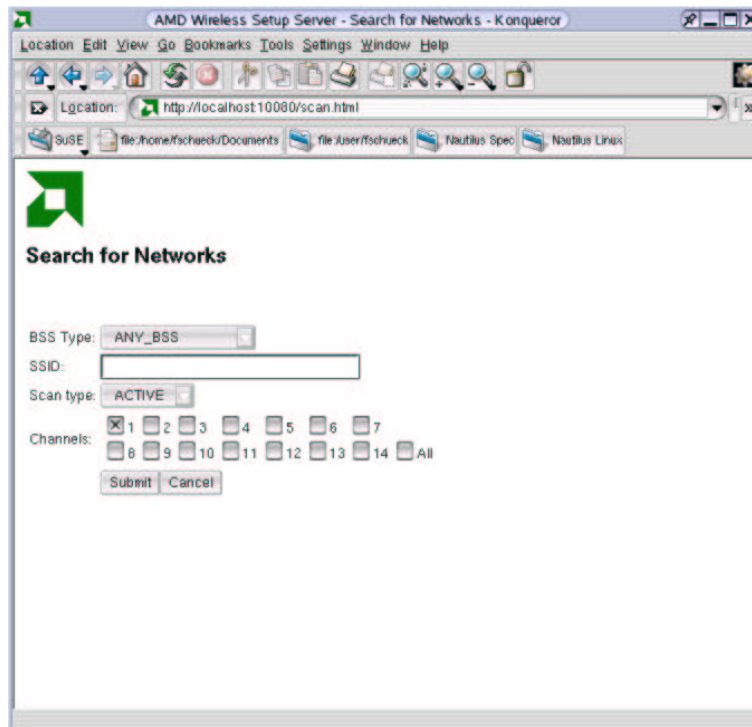 AMD Wireless Setup Server - Search for Networks - Konqueror
Location Edit View Go Bookmarks Tools Settings Window Help
Location: http://localhost:10080/scan.html
SuSE file:/home/fschueck/Documents file:/user/fschueck Nautilus Spec Nautilus Linux
Search for Networks
BSS Type: ANY_BSS
SSID:
Scan type: ACTIVE
Channels: 1 2 3 4 5 6 7
8 9 10 11 12 13 14 All
Submit Cancel